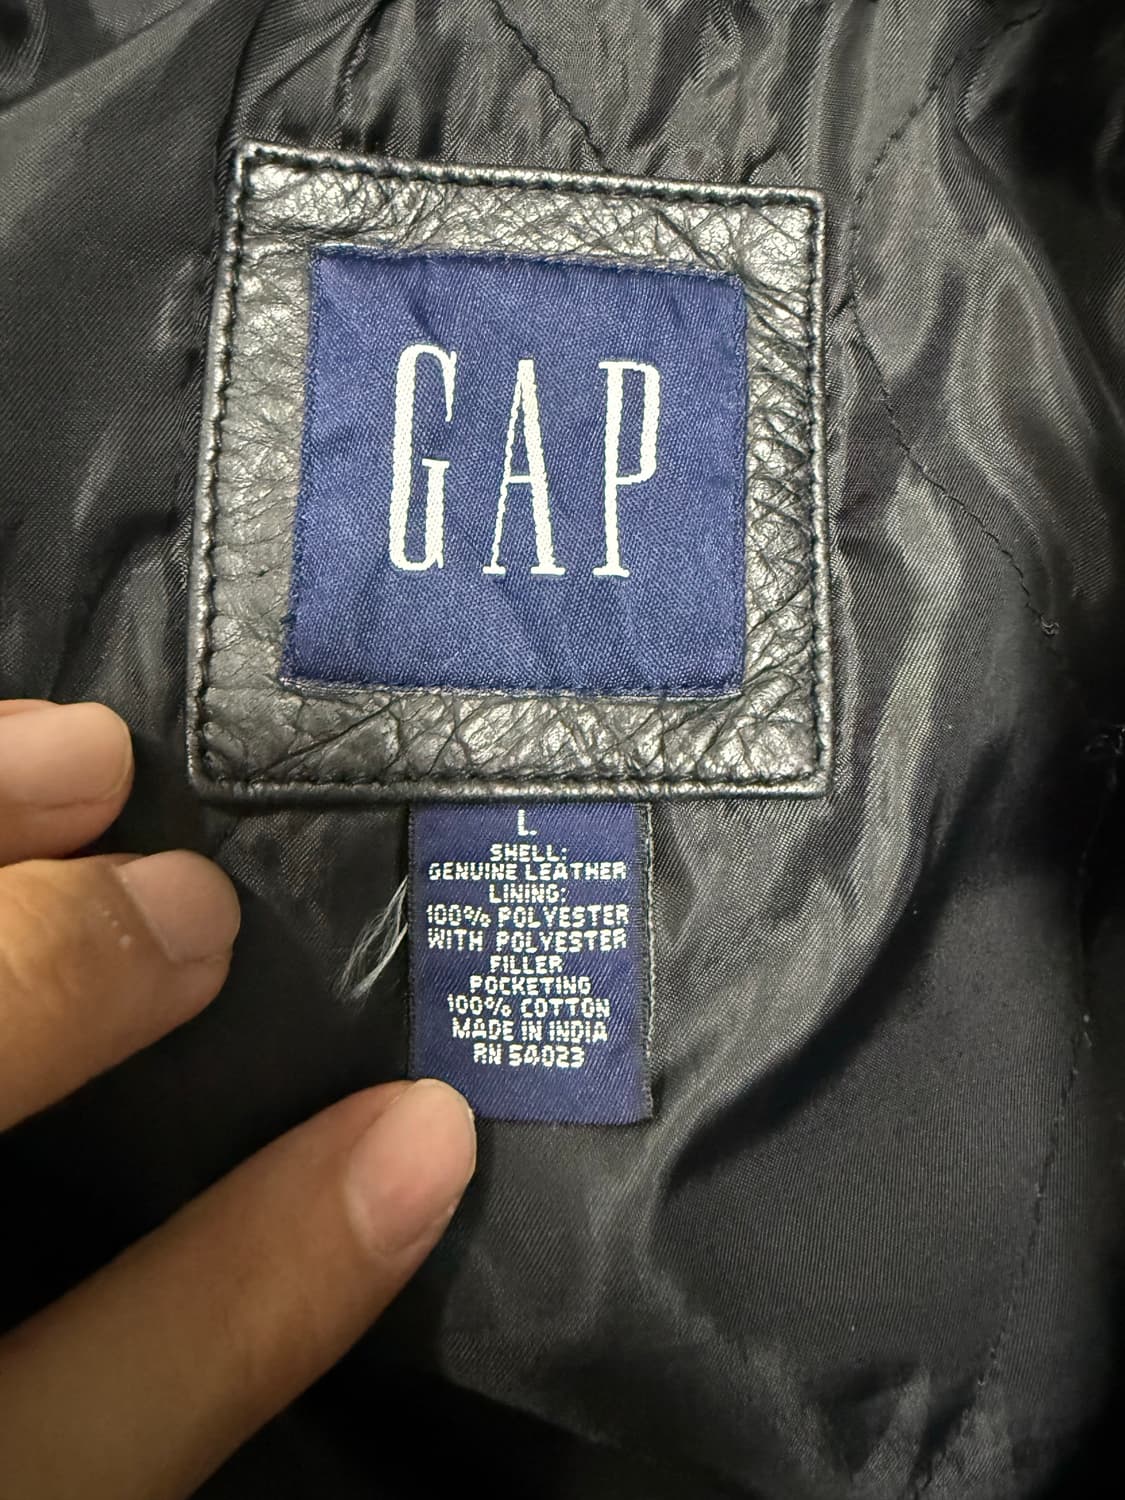 GAP
L
SHELL:
GENUINE LEATHER
LINING:
100% POLYESTER
WITH POLYESTER
FILLER
POCKETING
100% COTTON
MADE IN INDIA
RN 54023